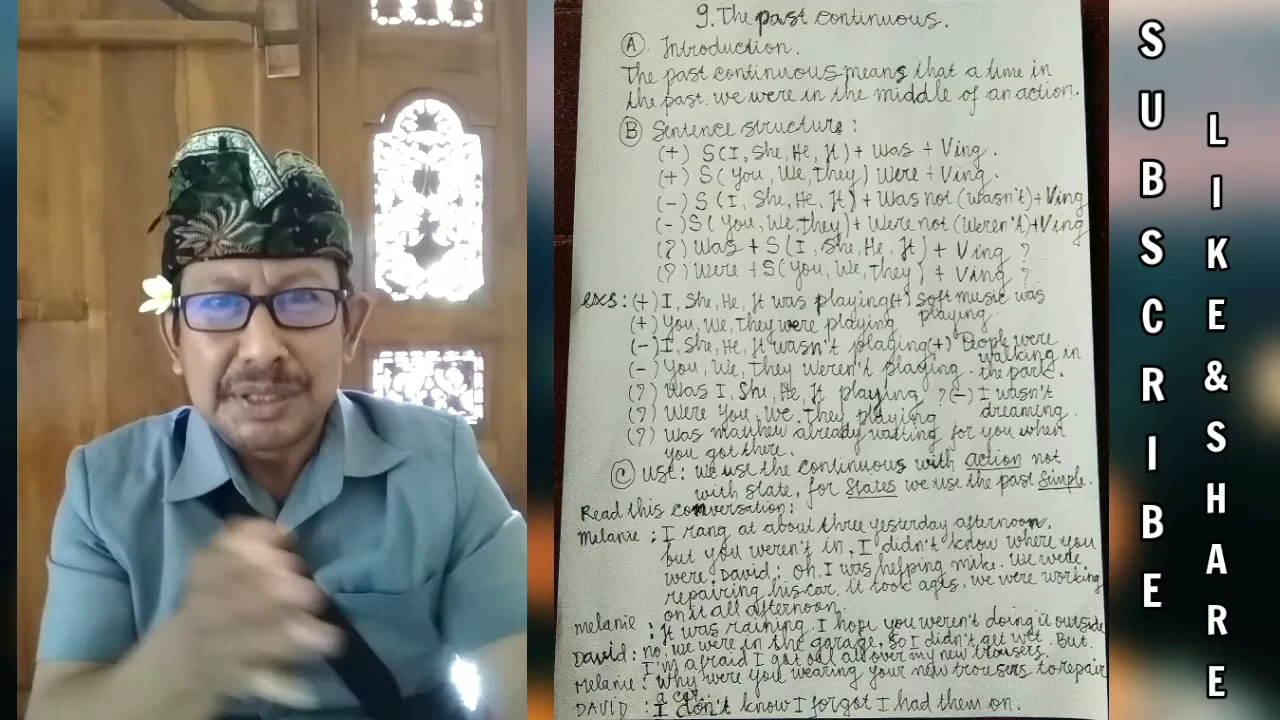 9. The past continuous.
(A) Introduction.
The past continuous means that a time in
the past. we were in the middle of an action.
(B) Sentence structure:
(+) S(I, She, He, It) + Was + Ving.
(+) S(You, We, They) Were + Ving.
(-) S(I, She, He, It) + Was not (wasn't) + Ving
(-) S(You, We, They) + Were not (Weren't) + Ving
(?) Was + S(I, She, He, It) + Ving ?
(?) Were + S(You, We, They) + Ving ?
exs: (+) I, She, He, It was playing (+) Soft music was
playing.
(+) You, We, They were playing
(-) I, She, He, It wasn't playing (+) People were
walking in
(-) You, We, They weren't playing. the park.
(?) Was I, She, He, It playing ? (-) I wasn't
(?) Were You, We, They playing. dreaming.
(?) Was matthew already waiting for you when
you got there.
(C) Use: we use the continuous with action not
with state, for States we use the past Simple.
Read this conversation:
Melanie : I rang at about three yesterday afternoon,
but you weren't in, I didn't know where you
were. David: oh. I was helping mike. we were
repairing his car, it took ages. we were working
on it all afternoon.
melanie : It was raining. I hope you weren't doing it outside
David : no, we were in the garage, So I didn't get wet. But
I'm afraid I got oil all over my new trousers.
Melanie : why were you wearing your new trousers to repair
a car.
DAVID : I don't know I forgot I had them on.
SUBSCRIBE
LIKE & SHARE